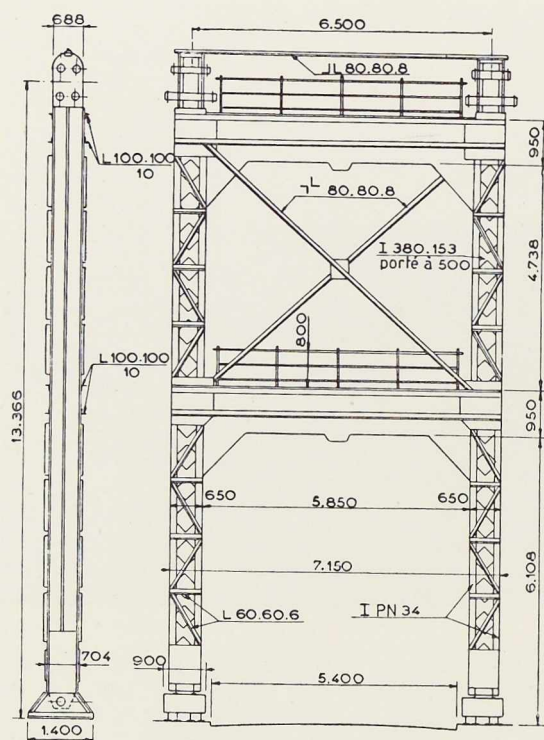 688
6.500
⅃L 80.80.8
L 100.100
10
950
⅂L 80.80.8
I 380.153
porté à 500
4.738
800
L 100.100
10
13.366
950
650
5.850
650
7.150
6.108
L 60.60.6
I PN 34
704
900
5.400
1.400